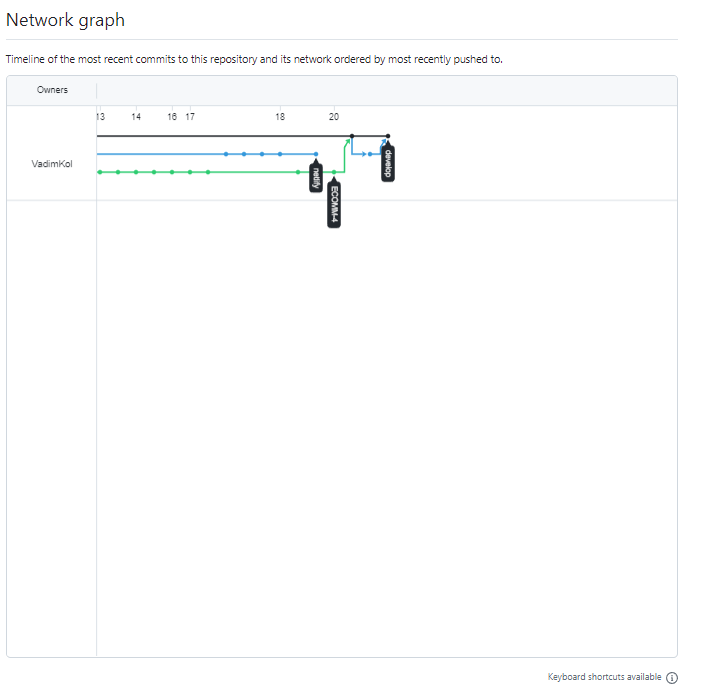 Network graph
Timeline of the most recent commits to this repository and its network ordered by most recently pushed to.
Owners
13 14 16 17 18 20
VadimKol
netlify
ECOMM-4
develop
Keyboard shortcuts available